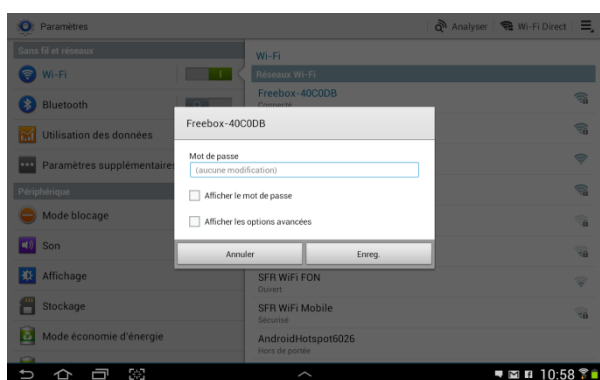 Paramètres
Analyser
Wi-Fi Direct
Sans fil et réseaux
Wi-Fi
Bluetooth
Utilisation des données
Paramètres supplémentaires
Périphérique
Mode blocage
Son
Affichage
Stockage
Mode économie d'énergie
Wi-Fi
Réseaux Wi-Fi
Freebox-40C0DB
Connecté
Freebox-40C0DB
Mot de passe
(aucune modification)
Afficher le mot de passe
Afficher les options avancées
Annuler
Enreg.
SFR WiFi FON
Ouvert
SFR WiFi Mobile
Sécurisé
AndroidHotspot6026
Hors de portée
10:58